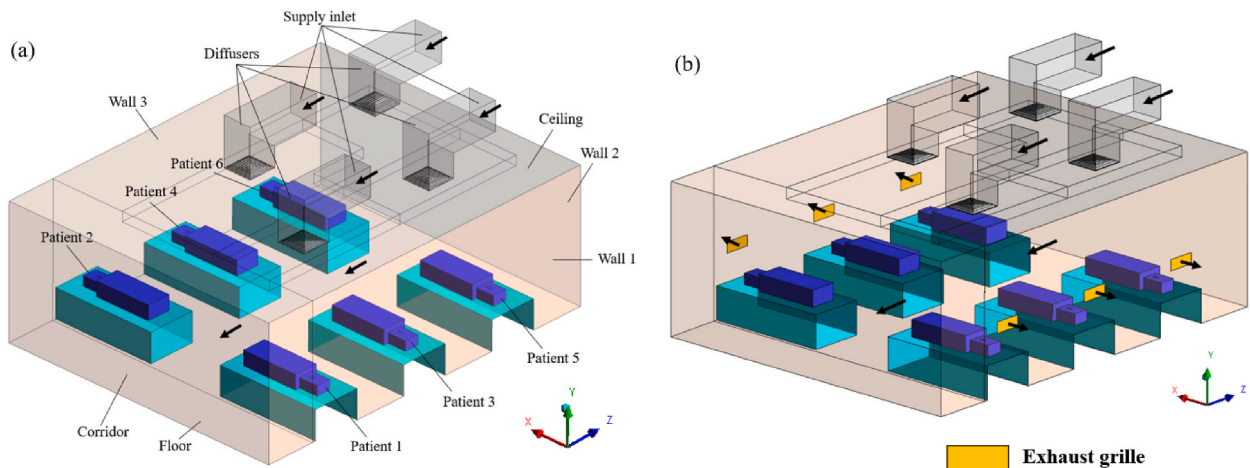 (a)
Supply inlet
Diffusers
Wall 3
Ceiling
Wall 2
Patient 6
Patient 4
Patient 2
Wall 1
Patient 5
Patient 3
Corridor
Floor
Patient 1
Y
X
Z
(b)
Y
X
Z
Exhaust grille